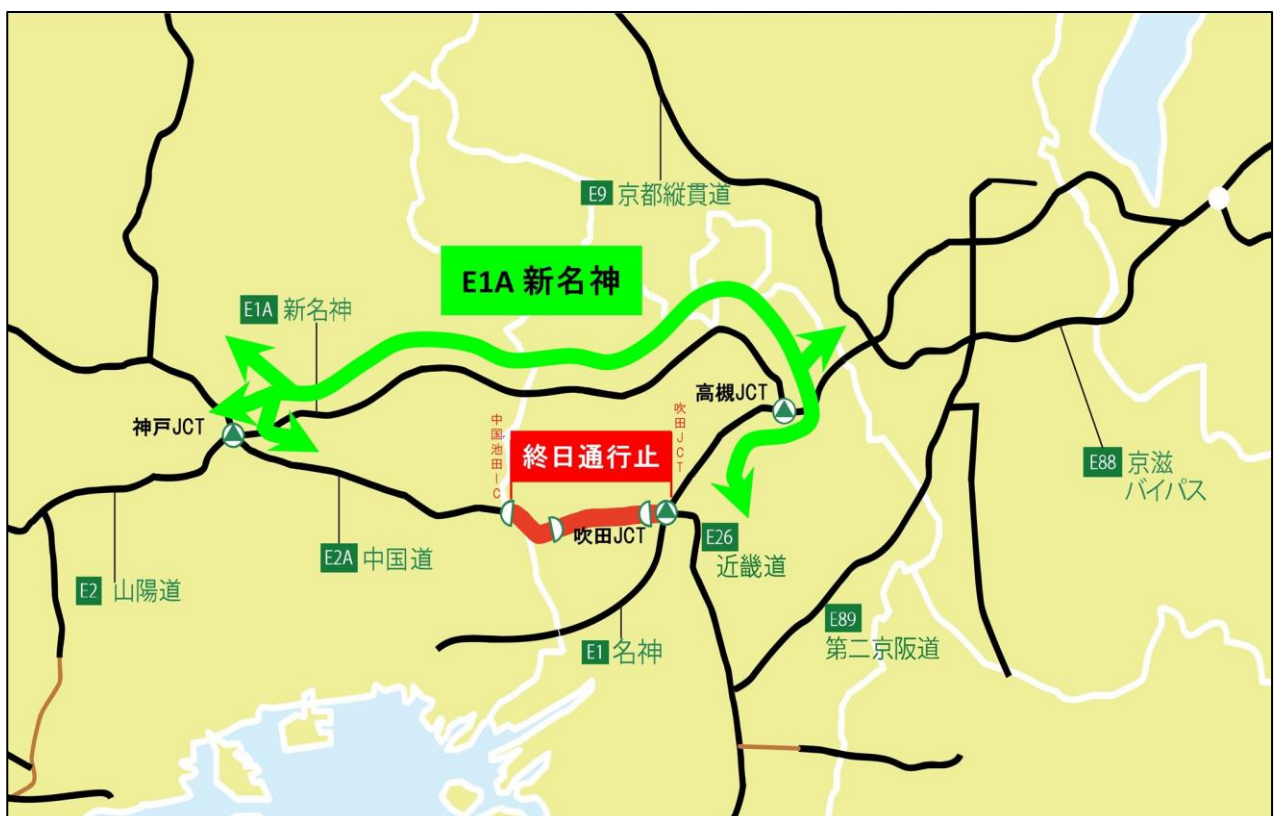 E9 京都縦貫道
E1A 新名神
E1A 新名神
高槻JCT
吹田JCT
神戸JCT
中国池田IC
終日通行止
E88 京滋
バイパス
吹田JCT
E26
近畿道
E2A 中国道
E2 山陽道
E89
第二京阪道
E1 名神